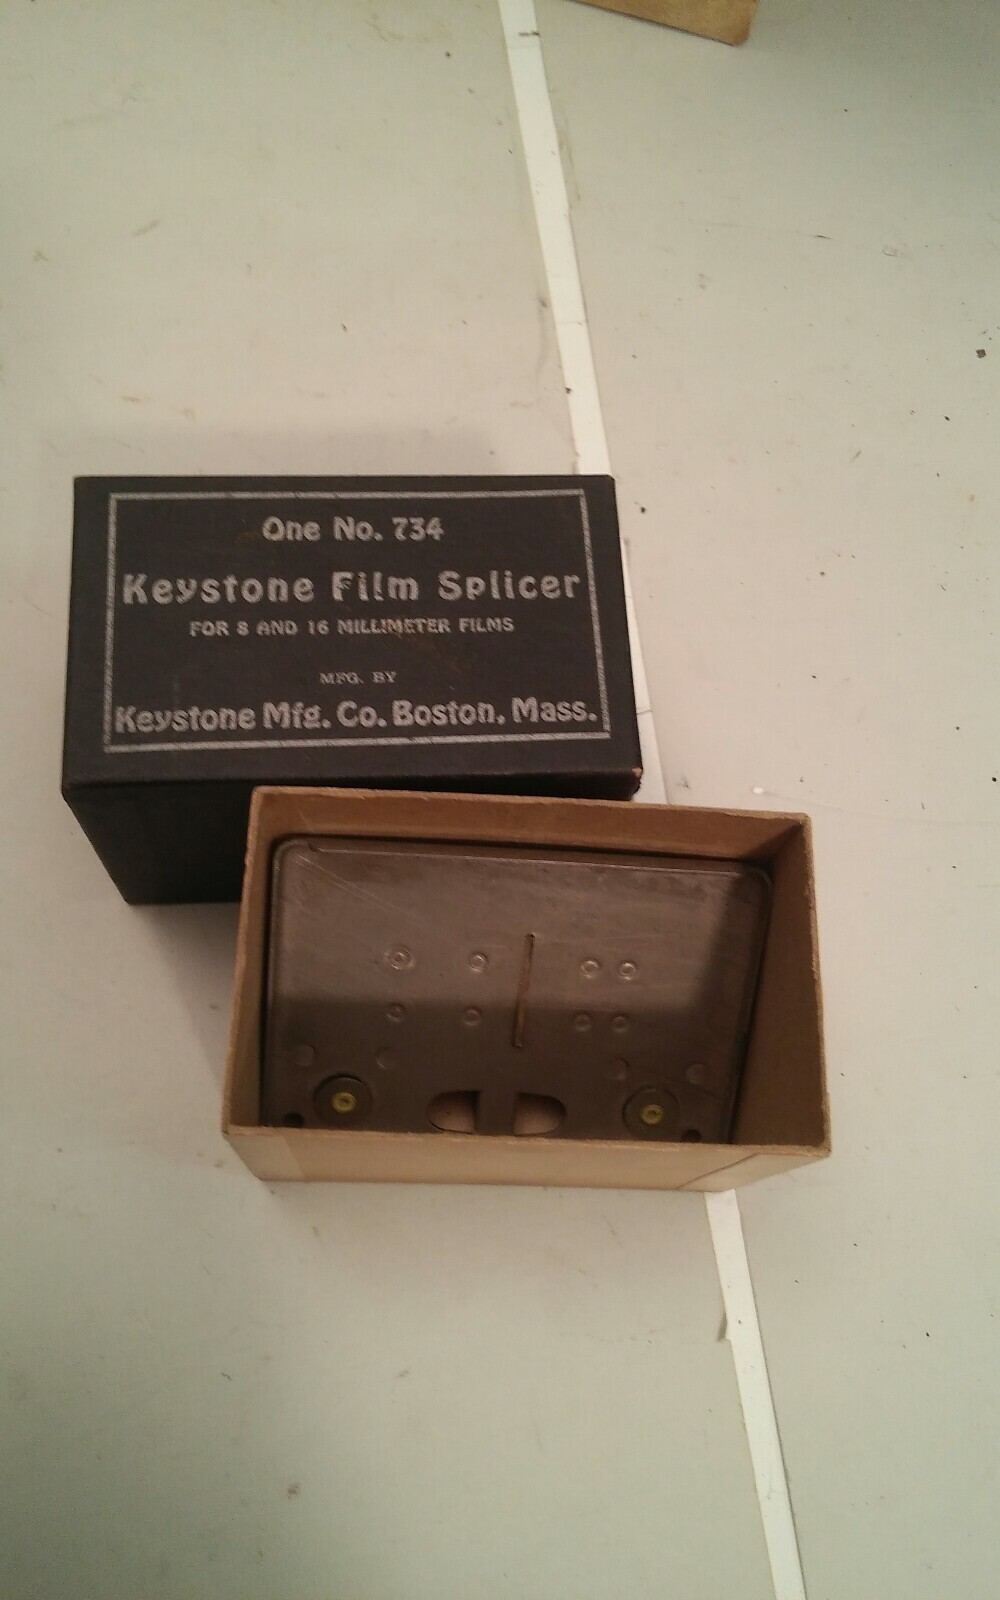 One No. 734
Keystone Film Splicer
FOR 8 AND 16 MILLIMETER FILMS
MFG. BY
Keystone Mfg. Co. Boston, Mass.